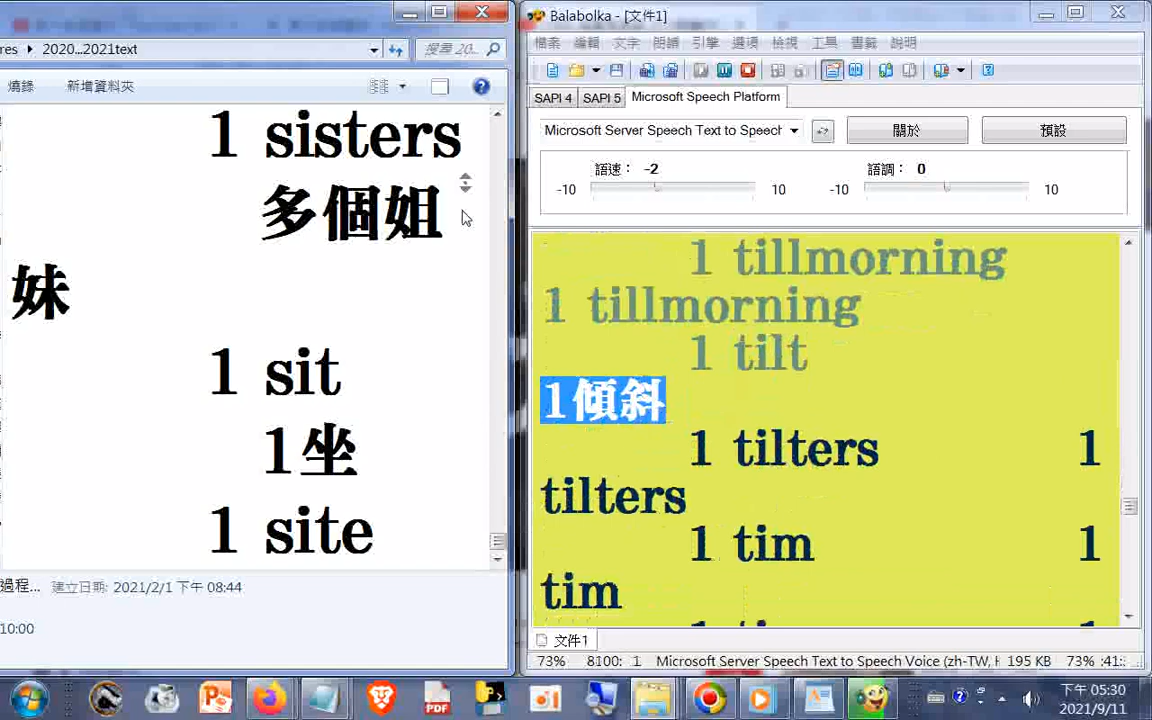 res ▸ 2020...2021text
搜尋 20...
燒錄 新增資料夾
1 sisters
多個姐
妹
1 sit
1坐
1 site
過程... 建立日期: 2021/2/1 下午 08:44
10:00
Balabolka - [文件1]
檔案 編輯 文字 朗讀 引擎 選項 檢視 工具 書籤 說明
SAPI 4 SAPI 5 Microsoft Speech Platform
Microsoft Server Speech Text to Speech 關於 預設
語速： -2 語調： 0
-10 10 -10 10
1 tillmorning
1 tillmorning
1 tilt
1傾斜
1 tilters 1
tilters
1 tim 1
tim
文件1
73% 8100: 1 Microsoft Server Speech Text to Speech Voice (zh-TW, H 195 KB 73% :41:
PDF
下午 05:30
2021/9/11